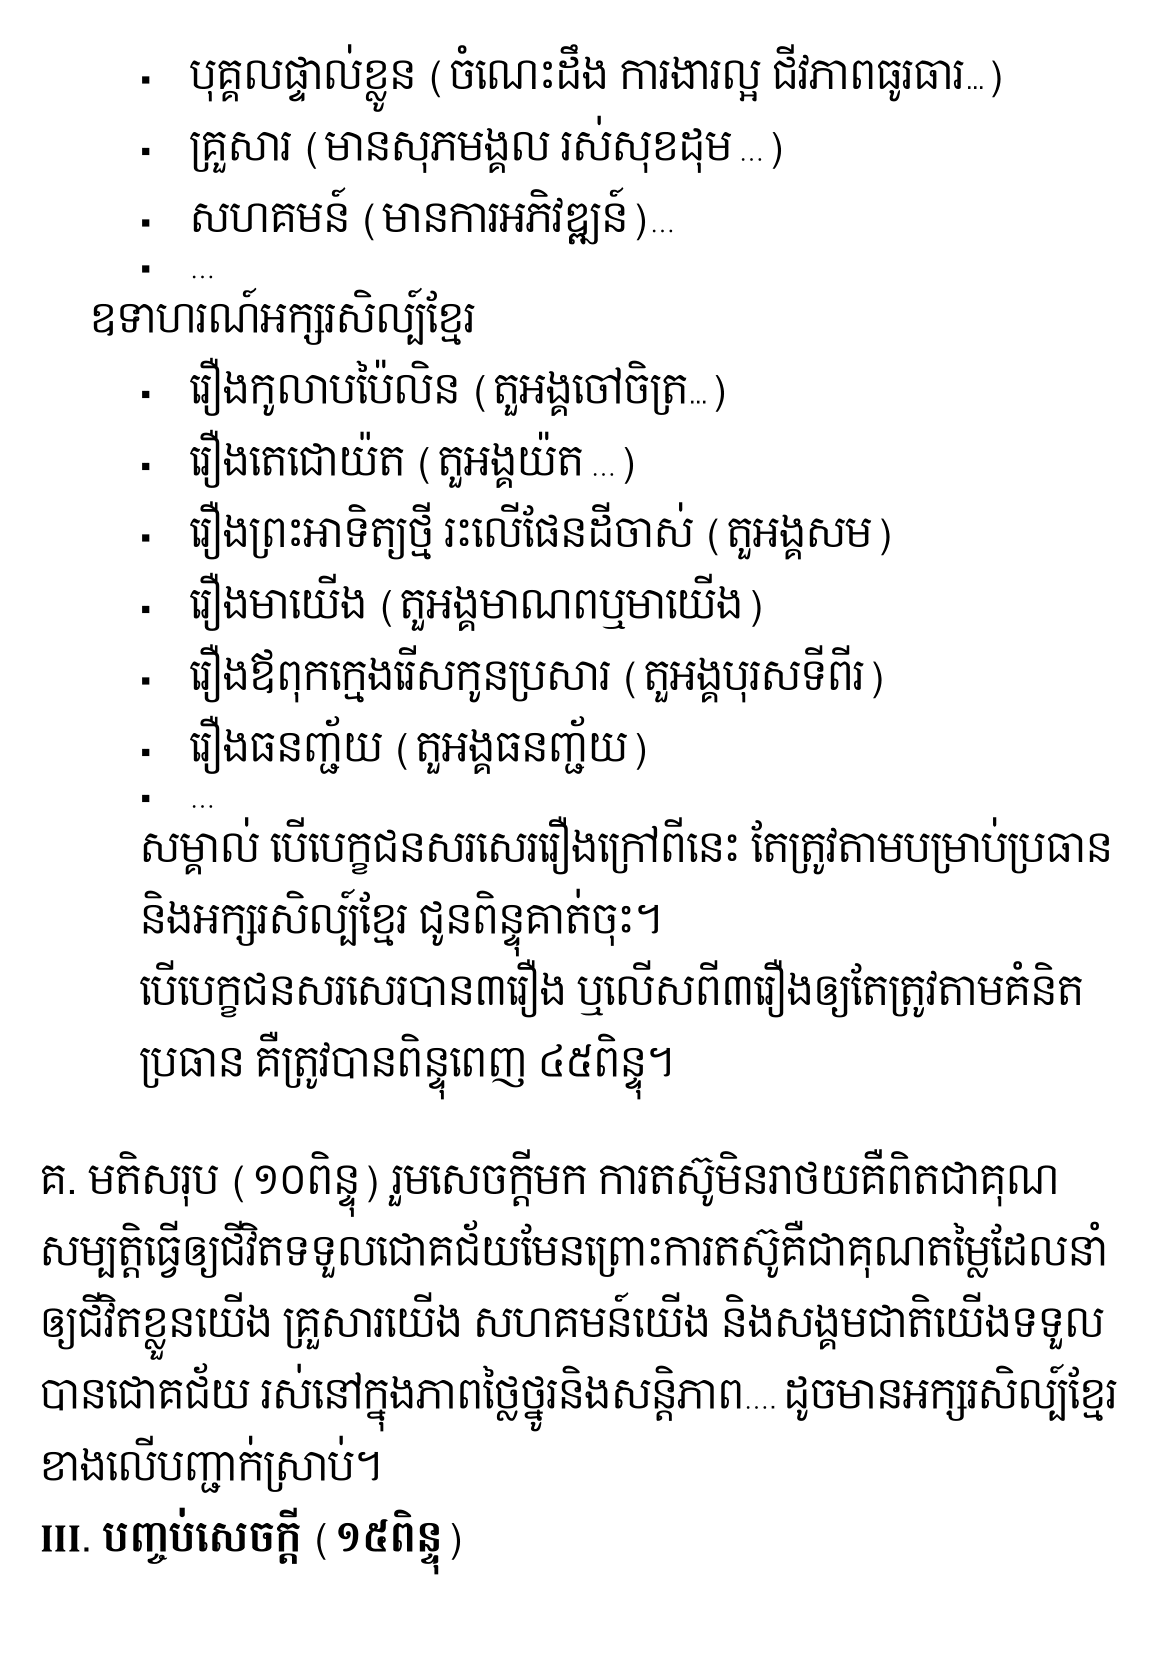 ▪ បុគ្គលផ្ទាល់ខ្លួន (ចំណេះដឹង ការងារល្អ ជីវភាពធូរធារ...)
▪ គ្រួសារ (មានសុភមង្គល រស់សុខដុម ...)
▪ សហគមន៍ (មានការអភិវឌ្ឍន៍)...
▪ ...
ឧទាហរណ៍អក្សរសិល្ប៍ខ្មែរ
▪ រឿងកូលាបប៉ៃលិន (តួអង្គចៅចិត្រ...)
▪ រឿងតេជោយ៉ត (តួអង្គយ៉ត ...)
▪ រឿងព្រះអាទិត្យថ្មី រះលើផែនដីចាស់ (តួអង្គសម)
▪ រឿងមាយើង (តួអង្គមាណពឬមាយើង)
▪ រឿងឪពុកក្មេងរើសកូនប្រសារ (តួអង្គបុរសទីពីរ)
▪ រឿងធនញ្ជ័យ (តួអង្គធនញ្ជ័យ)
▪ ...
សម្គាល់ បើបេក្ខជនសរសេររឿងក្រៅពីនេះ តែត្រូវតាមបម្រាប់ប្រធាន
និងអក្សរសិល្ប៍ខ្មែរ ជូនពិន្ទុគាត់ចុះ។
បើបេក្ខជនសរសេរបាន៣រឿង ឬលើសពី៣រឿងឲ្យតែត្រូវតាមគំនិត
ប្រធាន គឺត្រូវបានពិន្ទុពេញ ៤៥ពិន្ទុ។
គ. មតិសរុប (១០ពិន្ទុ) រួមសេចក្តីមក ការតស៊ូមិនរាថយគឺពិតជាគុណ
សម្បត្តិធ្វើឲ្យជីវិតទទួលជោគជ័យមែនព្រោះការតស៊ូគឺជាគុណតម្លៃដែលនាំ
ឲ្យជីវិតខ្លួនយើង គ្រួសារយើង សហគមន៍យើង និងសង្គមជាតិយើងទទួល
បានជោគជ័យ រស់នៅក្នុងភាពថ្លៃថ្នូរនិងសន្តិភាព.... ដូចមានអក្សរសិល្ប៍ខ្មែរ
ខាងលើបញ្ជាក់ស្រាប់។
III. បញ្ចប់សេចក្តី (១៥ពិន្ទុ)